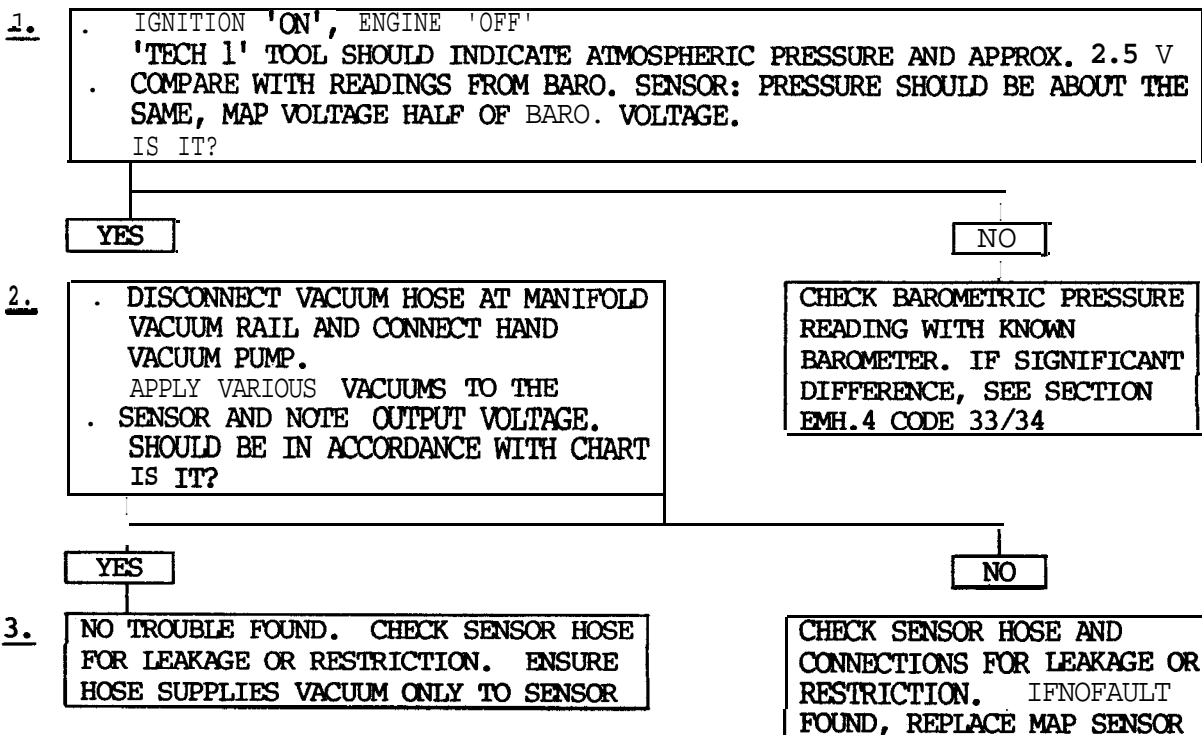 1. . IGNITION 'ON', ENGINE 'OFF'
'TECH 1' TOOL SHOULD INDICATE ATMOSPHERIC PRESSURE AND APPROX. 2.5 V
. COMPARE WITH READINGS FROM BARO. SENSOR: PRESSURE SHOULD BE ABOUT THE
SAME, MAP VOLTAGE HALF OF BARO. VOLTAGE.
IS IT?
YES
NO
2. . DISCONNECT VACUUM HOSE AT MANIFOLD
VACUUM RAIL AND CONNECT HAND
VACUUM PUMP.
APPLY VARIOUS VACUUMS TO THE
. SENSOR AND NOTE OUTPUT VOLTAGE.
SHOULD BE IN ACCORDANCE WITH CHART
IS IT?
CHECK BAROMETRIC PRESSURE
READING WITH KNOWN
BAROMETER. IF SIGNIFICANT
DIFFERENCE, SEE SECTION
EMH.4 CODE 33/34
YES
NO
3. NO TROUBLE FOUND. CHECK SENSOR HOSE
FOR LEAKAGE OR RESTRICTION. ENSURE
HOSE SUPPLIES VACUUM ONLY TO SENSOR
CHECK SENSOR HOSE AND
CONNECTIONS FOR LEAKAGE OR
RESTRICTION. IFNOFAULT
FOUND, REPLACE MAP SENSOR